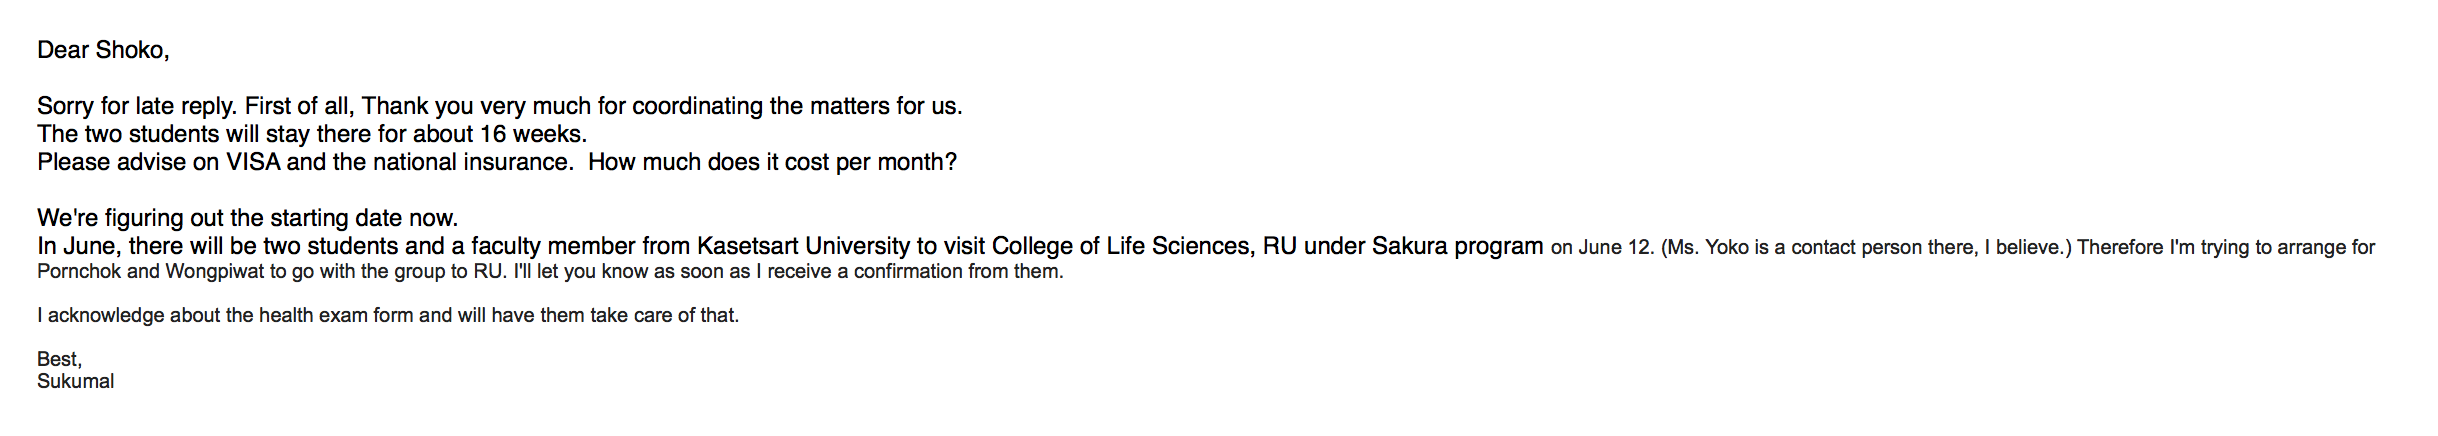 Dear Shoko,
Sorry for late reply. First of all, Thank you very much for coordinating the matters for us.
The two students will stay there for about 16 weeks.
Please advise on VISA and the national insurance.  How much does it cost per month?
We're figuring out the starting date now.
In June, there will be two students and a faculty member from Kasetsart University to visit College of Life Sciences, RU under Sakura program on June 12. (Ms. Yoko is a contact person there, I believe.) Therefore I'm trying to arrange for
Pornchok and Wongpiwat to go with the group to RU. I'll let you know as soon as I receive a confirmation from them.
I acknowledge about the health exam form and will have them take care of that.
Best,
Sukumal